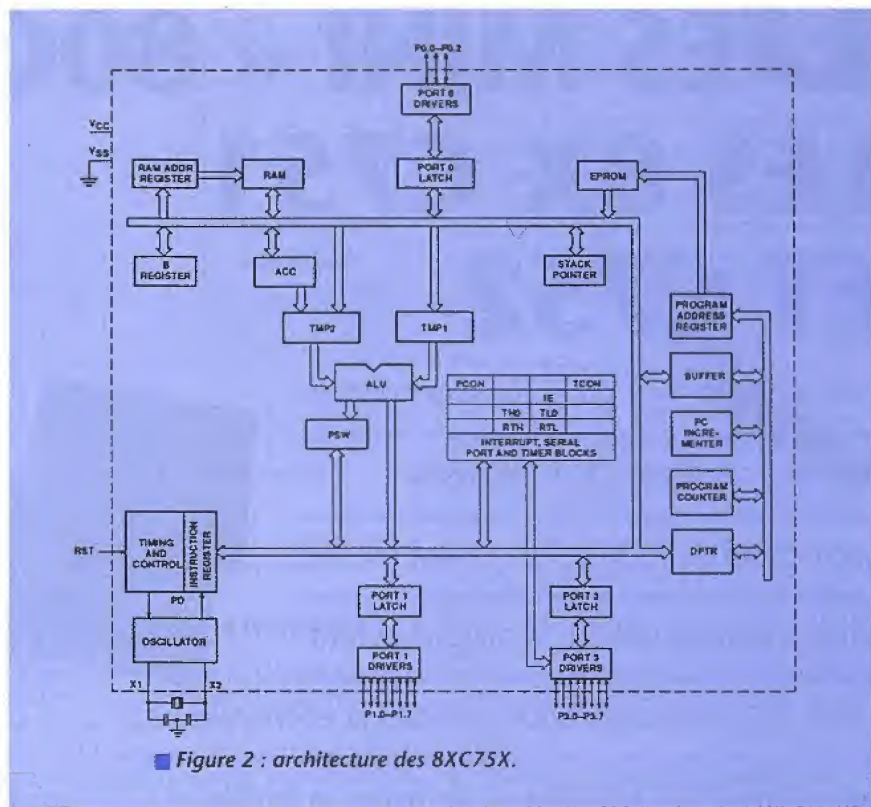 P0.0–P0.2
PORT 0
DRIVERS
VCC
VSS
RAM ADDR
REGISTER
RAM
PORT 0
LATCH
EPROM
B
REGISTER
ACC
STACK
POINTER
PROGRAM
ADDRESS
REGISTER
TMP2
TMP1
ALU
PCON
TCON
IE
TH0
TL0
RTH
RTL
INTERRUPT, SERIAL
PORT AND TIMER BLOCKS
BUFFER
PSW
PC
INCRE-
MENTER
PROGRAM
COUNTER
RST
TIMING
AND
CONTROL
INSTRUCTION
REGISTER
DPTR
PD
PORT 1
LATCH
PORT 3
LATCH
OSCILLATOR
PORT 1
DRIVERS
PORT 3
DRIVERS
X1
X2
P1.0–P1.7
P3.0–P3.7
Figure 2 : architecture des 8XC75X.